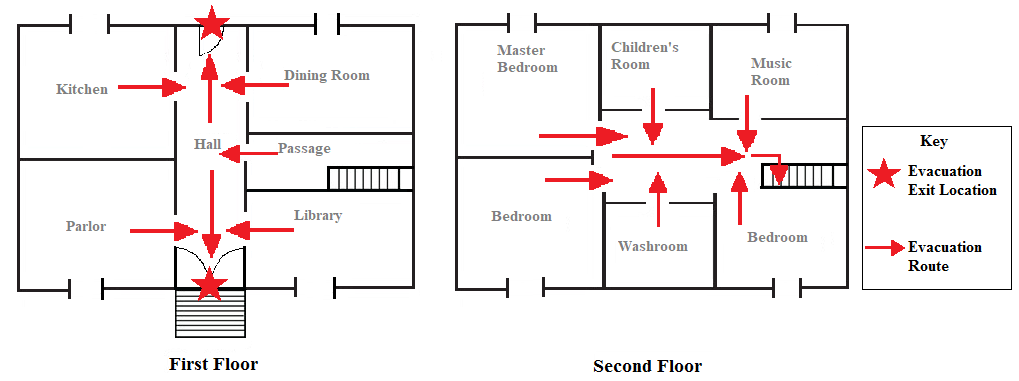 Kitchen
Dining Room
Hall
Passage
Parlor
Library
First Floor
Master
Bedroom
Children's
Room
Music
Room
Bedroom
Washroom
Bedroom
Second Floor
Key
Evacuation
Exit Location
Evacuation
Route